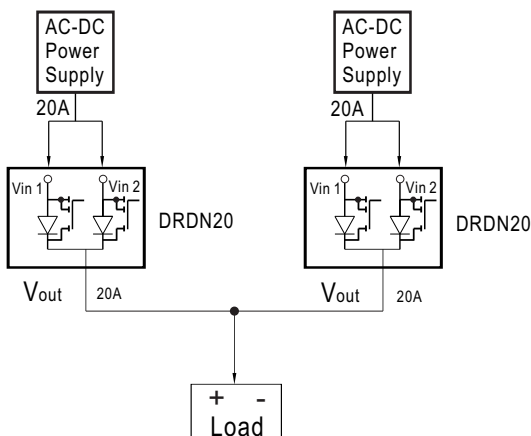 AC-DC
Power
Supply
20A
Vin 1
Vin 2
DRDN20
Vout
20A
AC-DC
Power
Supply
20A
Vin 1
Vin 2
DRDN20
Vout
20A
+ -
Load